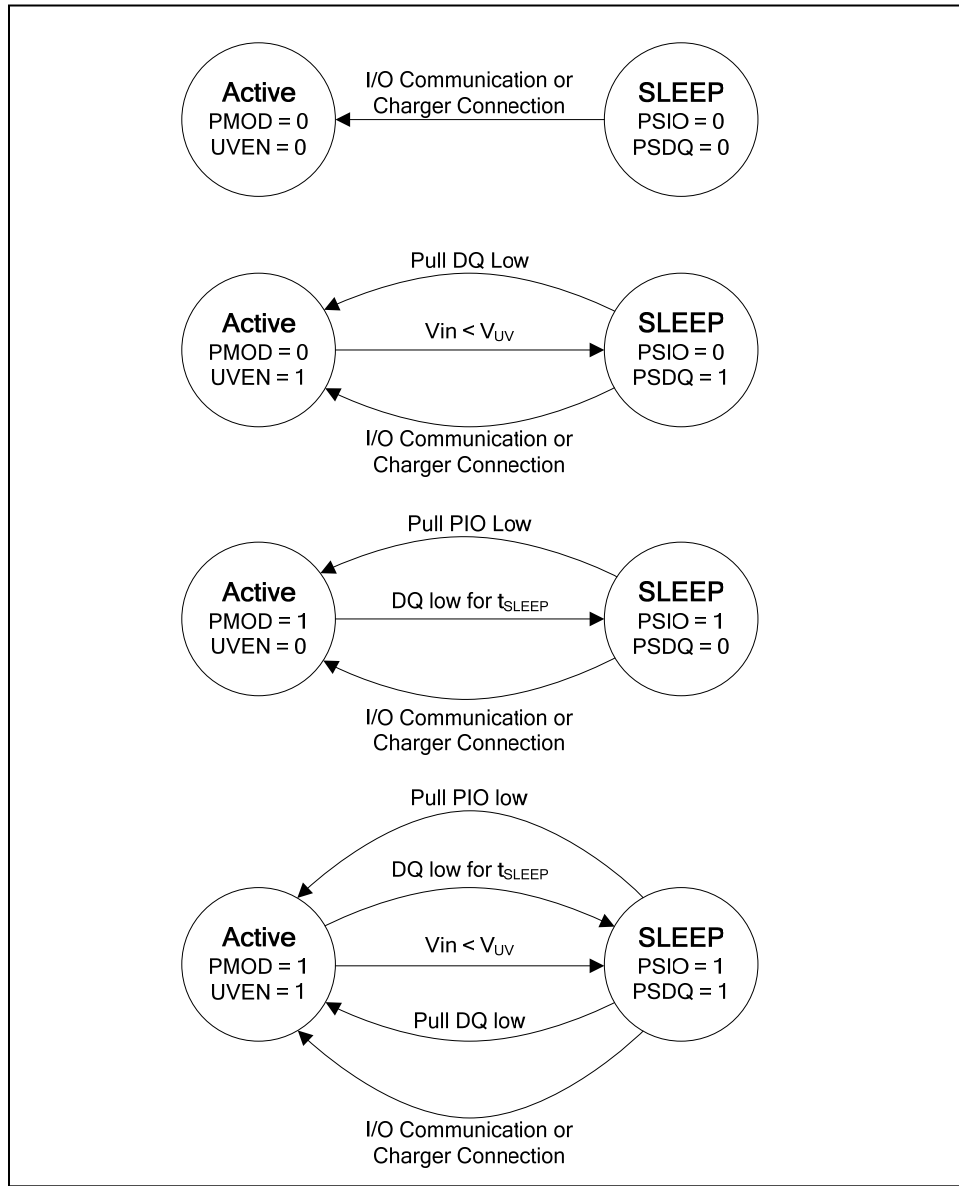 I/O Communication or
Charger Connection
Active
PMOD = 0
UVEN = 0
SLEEP
PSIO = 0
PSDQ = 0
Pull DQ Low
Active
PMOD = 0
UVEN = 1
Vin < VUV
SLEEP
PSIO = 0
PSDQ = 1
I/O Communication or
Charger Connection
Pull PIO Low
Active
PMOD = 1
UVEN = 0
DQ low for tSLEEP
SLEEP
PSIO = 1
PSDQ = 0
I/O Communication or
Charger Connection
Pull PIO low
DQ low for tSLEEP
Active
PMOD = 1
UVEN = 1
Vin < VUV
SLEEP
PSIO = 1
PSDQ = 1
Pull DQ low
I/O Communication or
Charger Connection